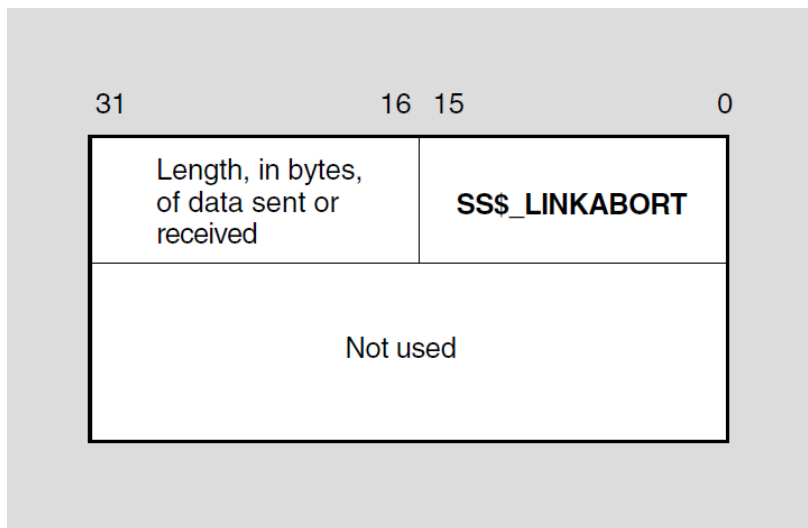 31 16 15 0
Length, in bytes,
of data sent or
received
SS$_LINKABORT
Not used